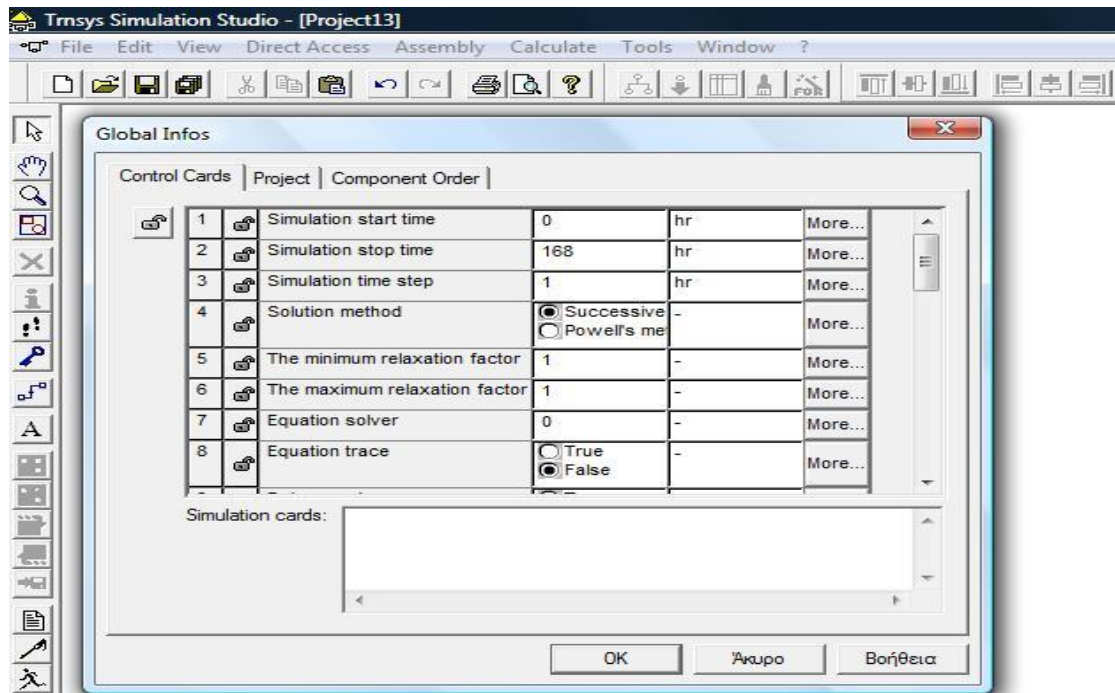 Trnsys Simulation Studio - [Project13]
File Edit View Direct Access Assembly Calculate Tools Window ?
FOR
A
Global Infos
Control Cards Project Component Order
1 Simulation start time 0 hr More...
2 Simulation stop time 168 hr More...
3 Simulation time step 1 hr More...
4 Solution method Successive - More...
Powell's me
5 The minimum relaxation factor 1 - More...
6 The maximum relaxation factor 1 - More...
7 Equation solver 0 - More...
8 Equation trace True - More...
False
Simulation cards:
OK Άκυρο Βοήθεια